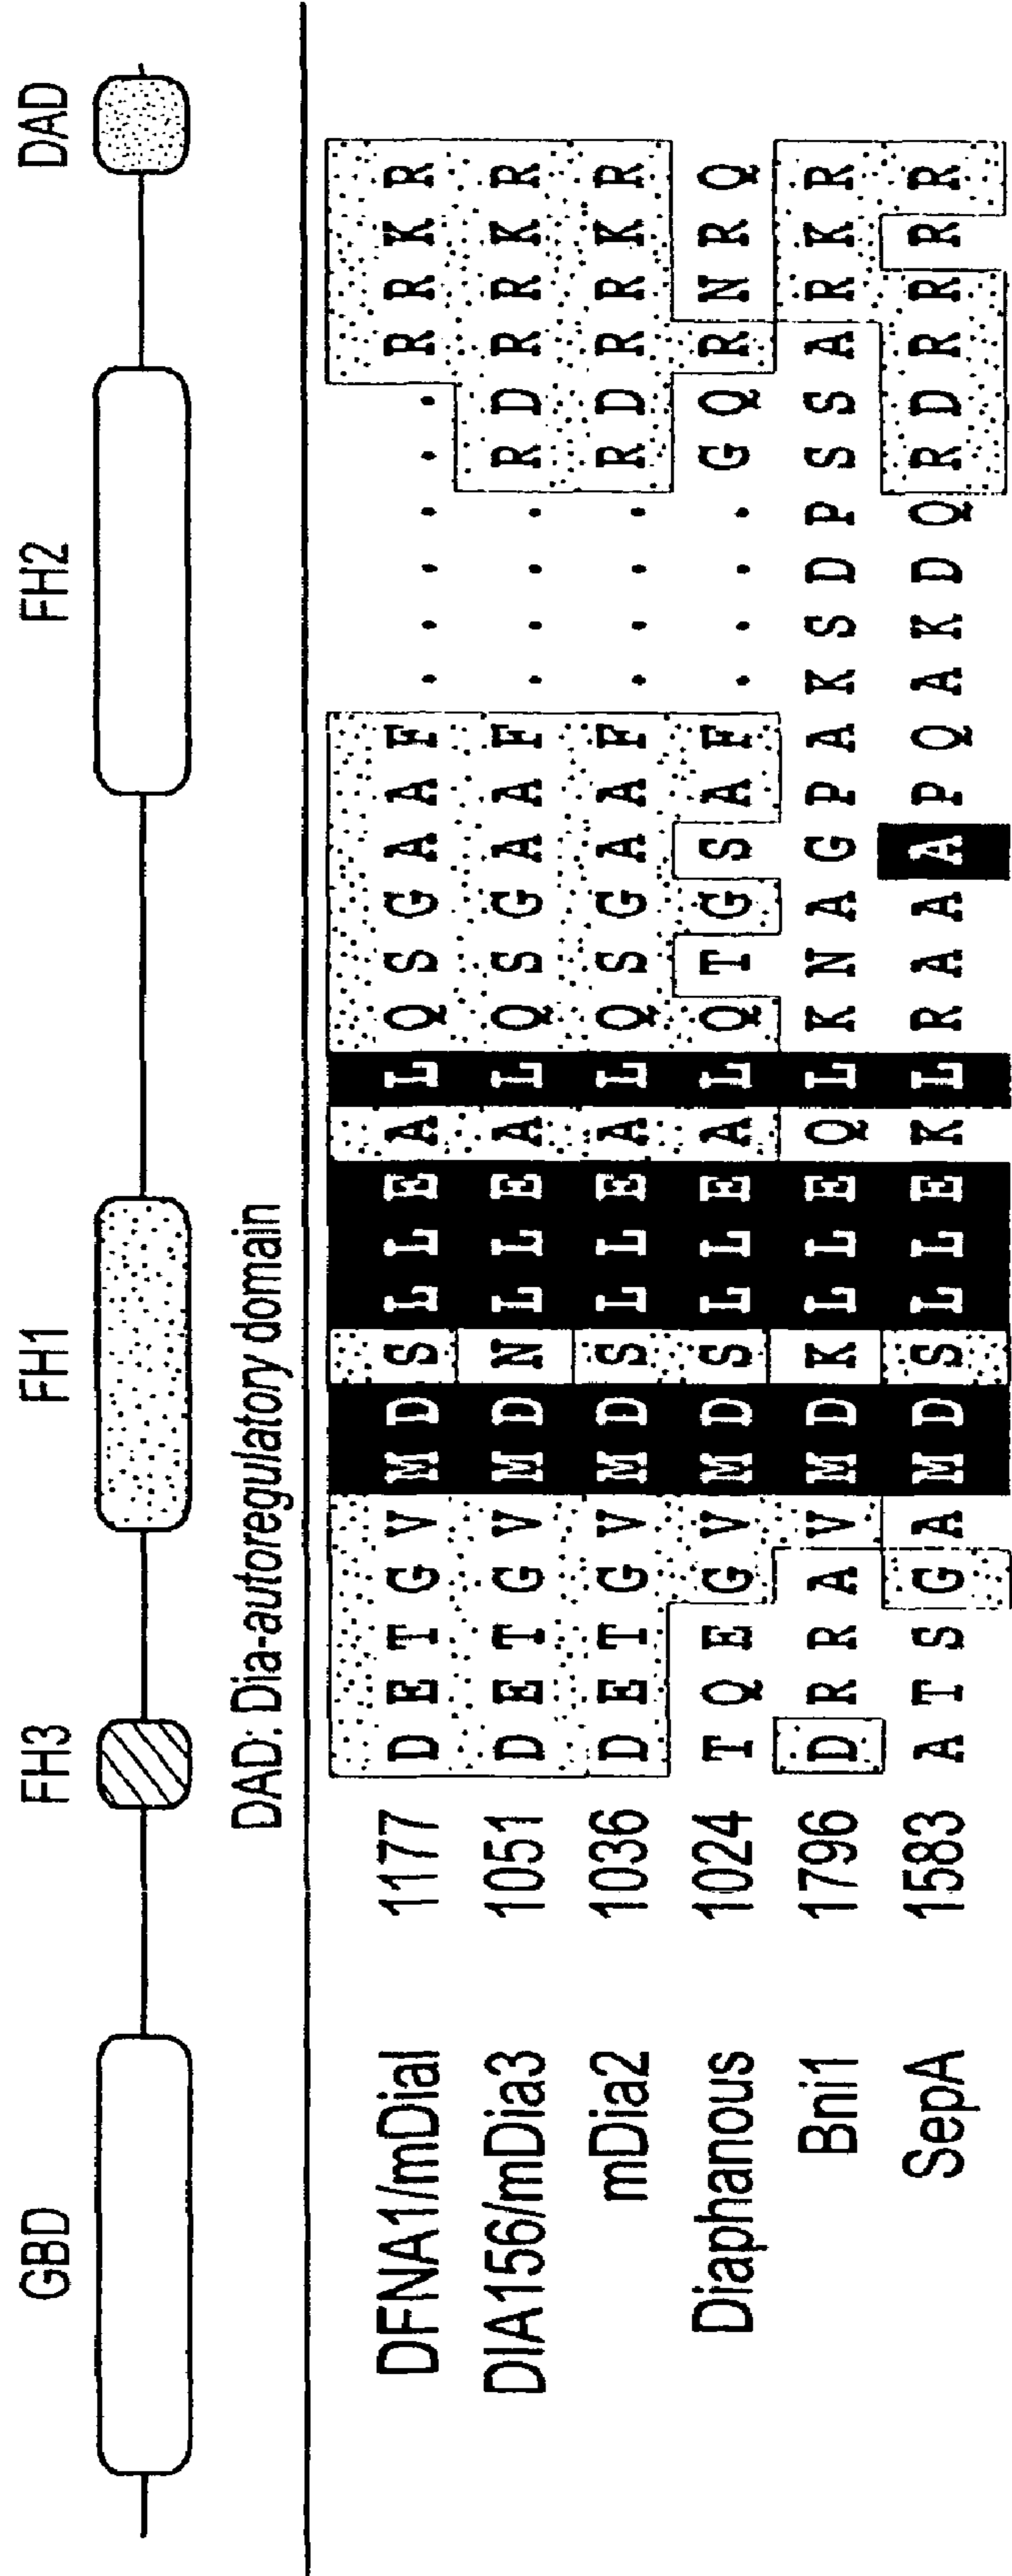 GBD FH3 FH1 FH2 DAD
DAD: Dia-autoregulatory domain
DFNA1/mDial 1177 D E T G V M D S L L E A L Q S G A A F . . . . . . R R K R
DIA156/mDia3 1051 D E T G V M D N L L E A L Q S G A A F . . . . R D R R K R
mDia2 1036 D E T G V M D S L L E A L Q S G A A F . . . . R D R R K R
Diaphanous 1024 T Q E G V M D S L L E A L Q T G S A F . . . . G Q R N R Q
Bni1 1796 D R R A V M D K L L E Q L K N A G P A K S D P S S A R K R
SepA 1583 A T S G A M D S L L E K L R A A A P Q A K D Q R D R R R R